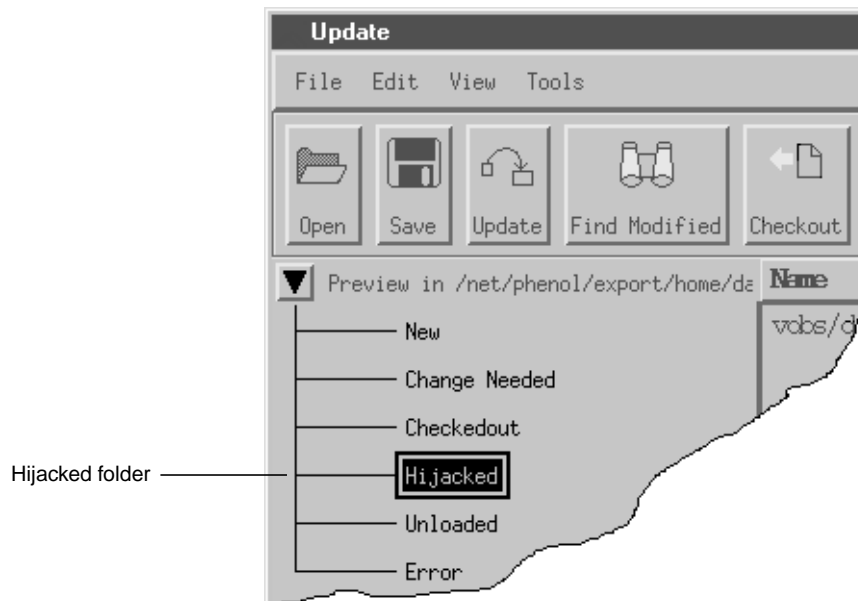 Update
File Edit View Tools
Open Save Update Find Modified Checkout
Preview in /net/phenol/export/home/da Name
New vobs/d
Change Needed
Checkedout
Hijacked folder Hijacked
Unloaded
Error